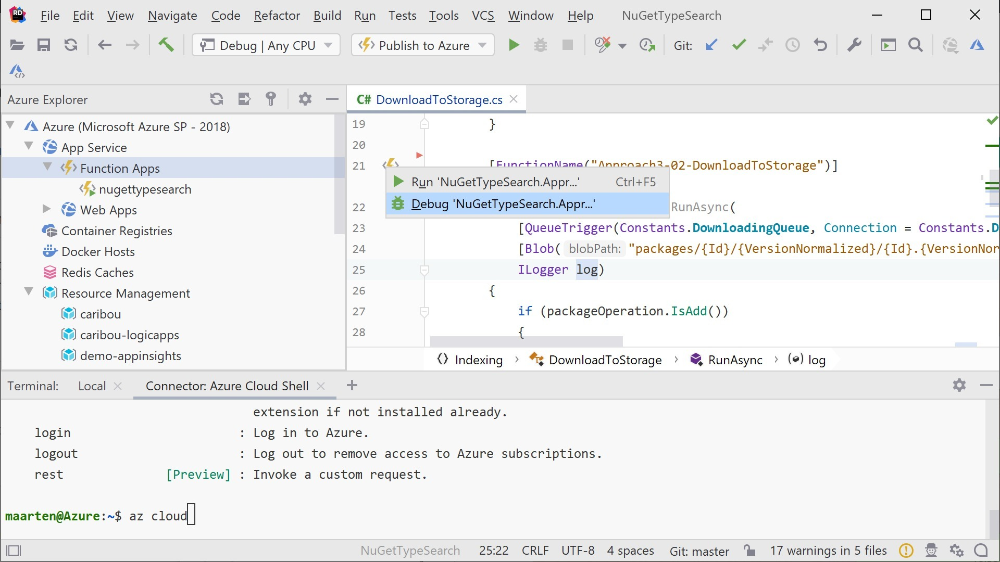 RD
File Edit View Navigate Code Refactor Build Run Tests Tools VCS Window Help NuGetTypeSearch
Debug | Any CPU Publish to Azure Git:
Azure Explorer
Azure (Microsoft Azure SP - 2018)
App Service
Function Apps
nugettypesearch
Web Apps
Container Registries
Docker Hosts
Redis Caches
Resource Management
caribou
caribou-logicapps
demo-appinsights
C# DownloadToStorage.cs
19 }
20
21 [FunctionName("Approach3-02-DownloadToStorage")]
Run 'NuGetTypeSearch.Appr...' Ctrl+F5
Debug 'NuGetTypeSearch.Appr...'
22 RunAsync(
23 [QueueTrigger(Constants.DownloadingQueue, Connection = Constants.D
24 [Blob( blobPath: "packages/{Id}/{VersionNormalized}/{Id}.{VersionNor
25 ILogger log)
26 {
27 if (packageOperation.IsAdd())
28 {
Indexing › DownloadToStorage › RunAsync › log
Terminal: Local Connector: Azure Cloud Shell
extension if not installed already.
login : Log in to Azure.
logout : Log out to remove access to Azure subscriptions.
rest [Preview] : Invoke a custom request.
maarten@Azure:~$ az cloud
NuGetTypeSearch 25:22 CRLF UTF-8 4 spaces Git: master 17 warnings in 5 files